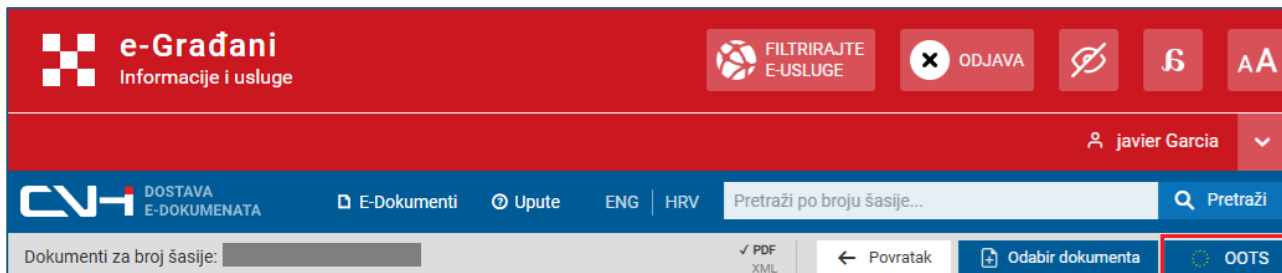 e-Građani
Informacije i usluge
FILTRIRAJTE
E-USLUGE
ODJAVA
AA
javier Garcia
CVH
DOSTAVA
E-DOKUMENATA
E-Dokumenti
Upute
ENG | HRV
Pretraži po broju šasije...
Pretraži
Dokumenti za broj šasije:
✓ PDF
XML
← Povratak
Odabir dokumenta
OOTS